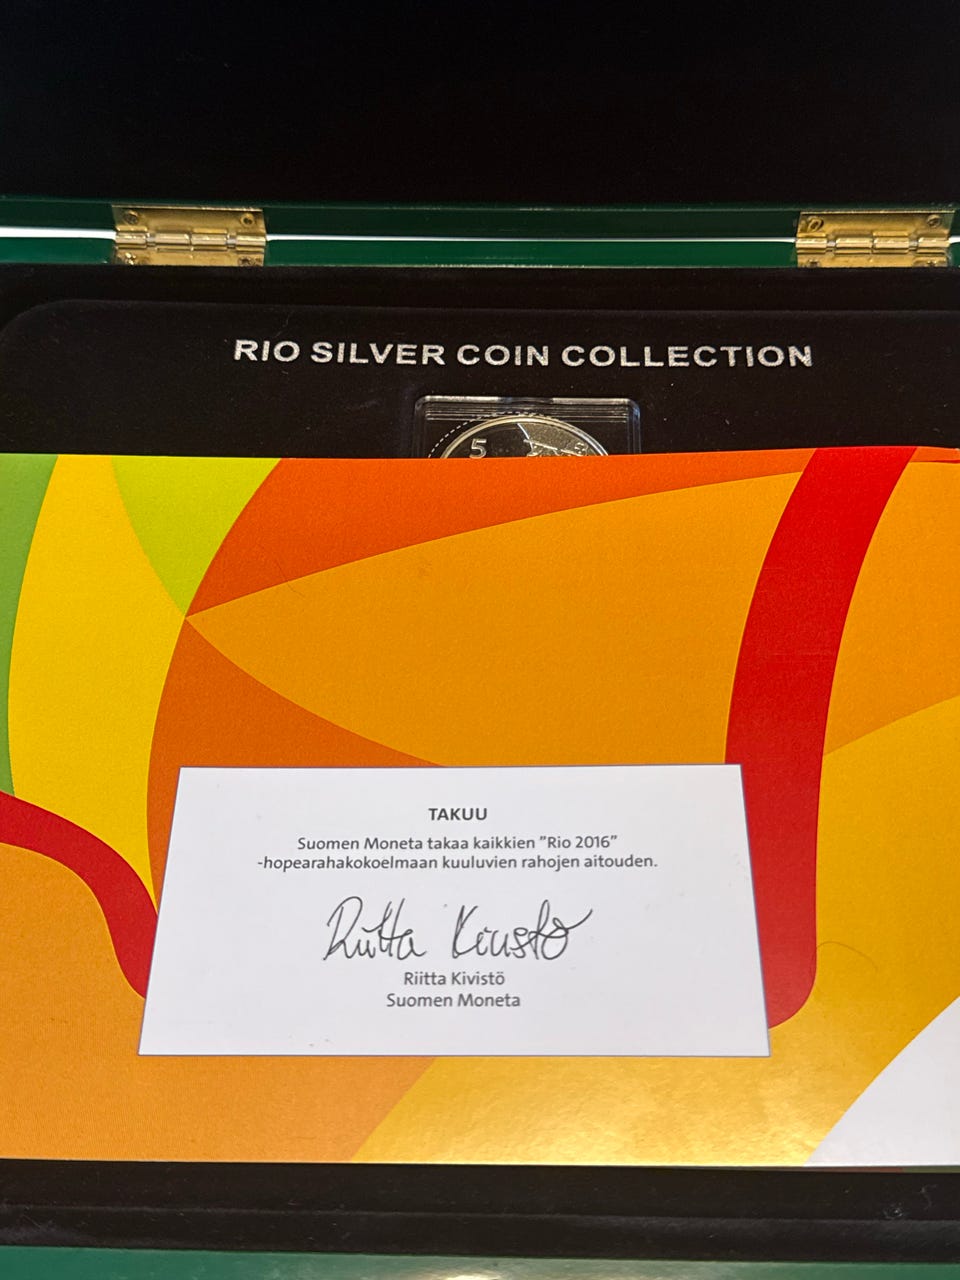 RIO SILVER COIN COLLECTION
5
TAKUU
Suomen Moneta takaa kaikkien ”Rio 2016”
-hopearahakokoelmaan kuuluvien rahojen aitouden.
Riitta Kivistö
Riitta Kivistö
Suomen Moneta